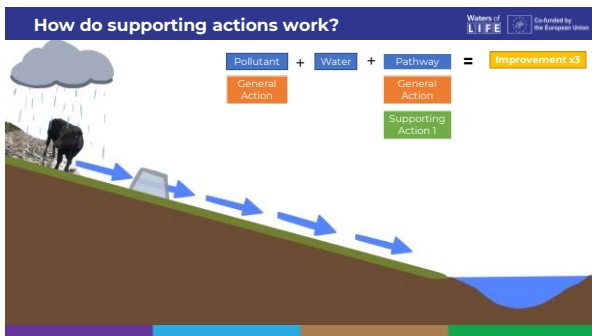 How do supporting actions work?
Waters of
LIFE
Co-funded by
the European Union
Pollutant + Water + Pathway = Improvement x3
General
Action
General
Action
Supporting
Action 1